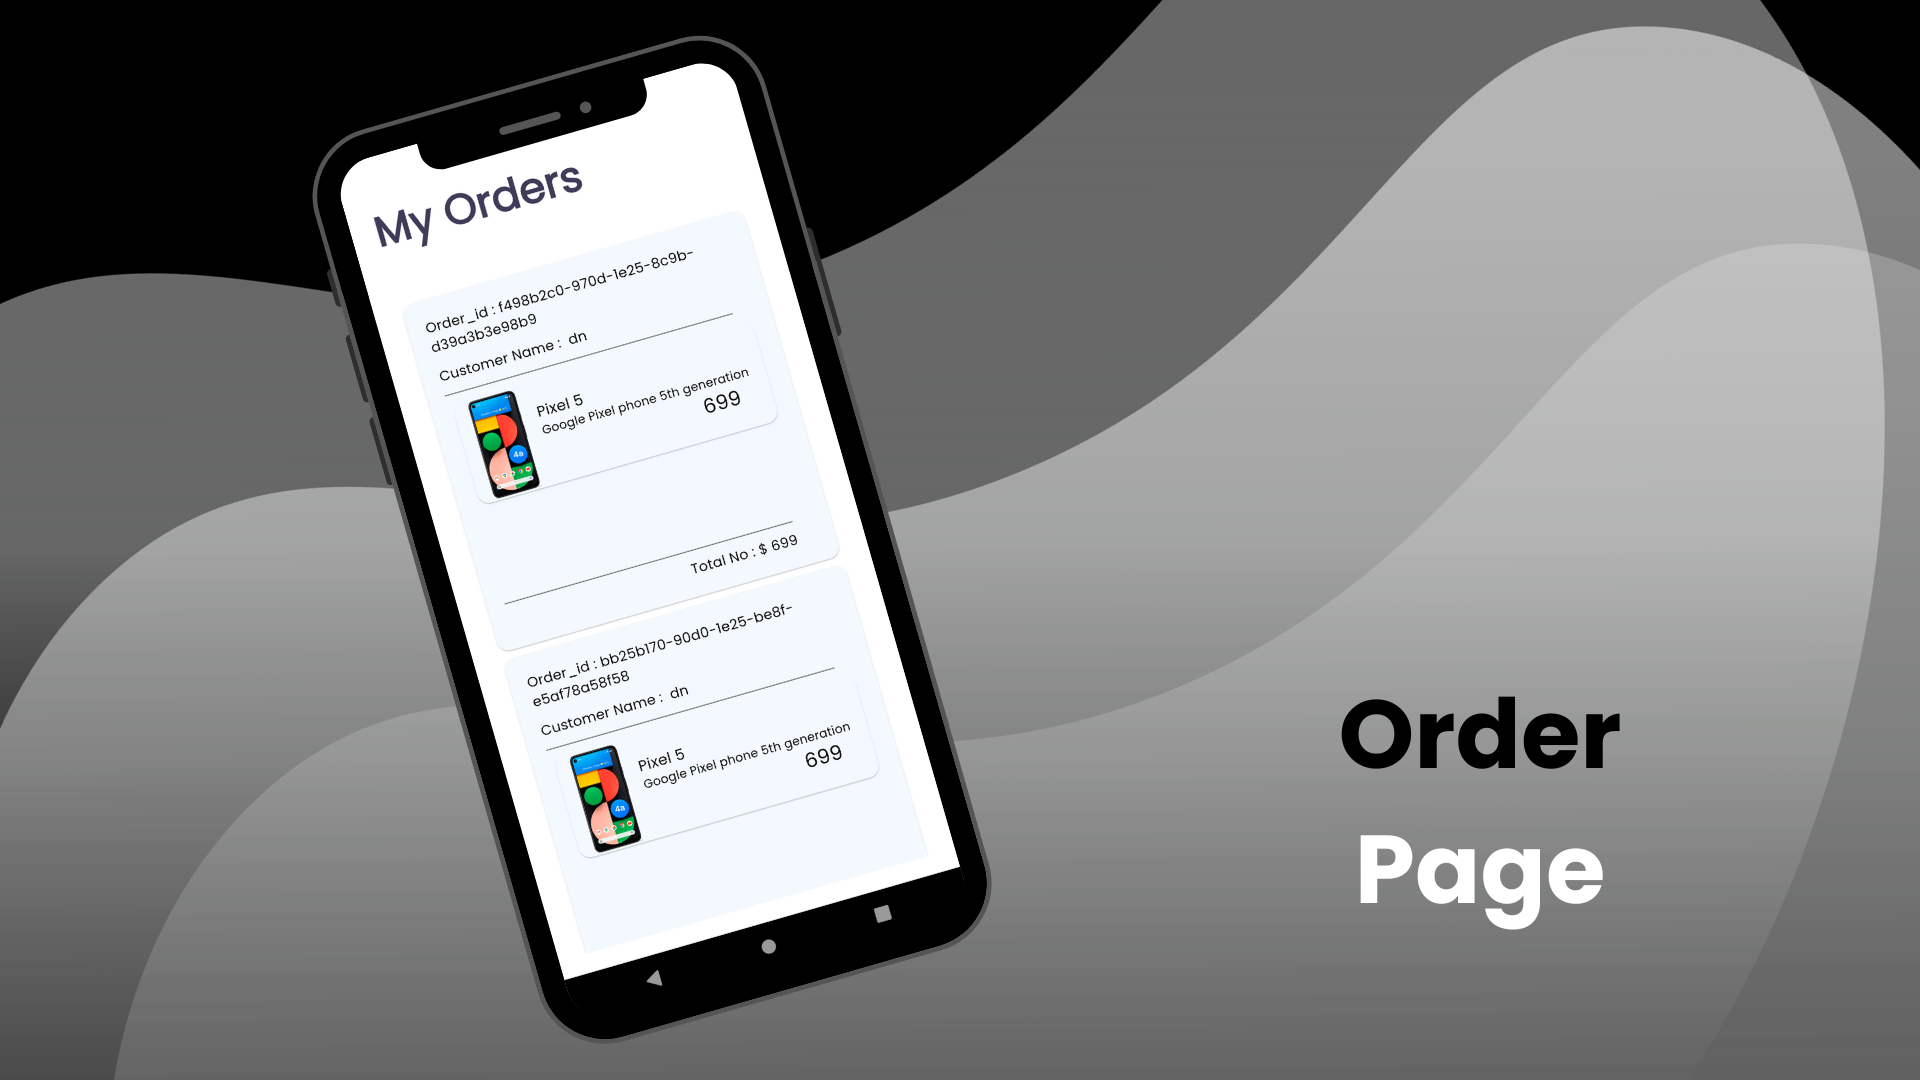 My Orders
Order_id : f498b2c0-970d-1e25-8c9b-
d39a3b3e98b9
Customer Name : dn
Pixel 5
Google Pixel phone 5th generation
699
4a
Total No : $ 699
Order_id : bb25b170-90d0-1e25-be8f-
e5af78a58f58
Customer Name : dn
Pixel 5
Google Pixel phone 5th generation
699
4a
Order
Page